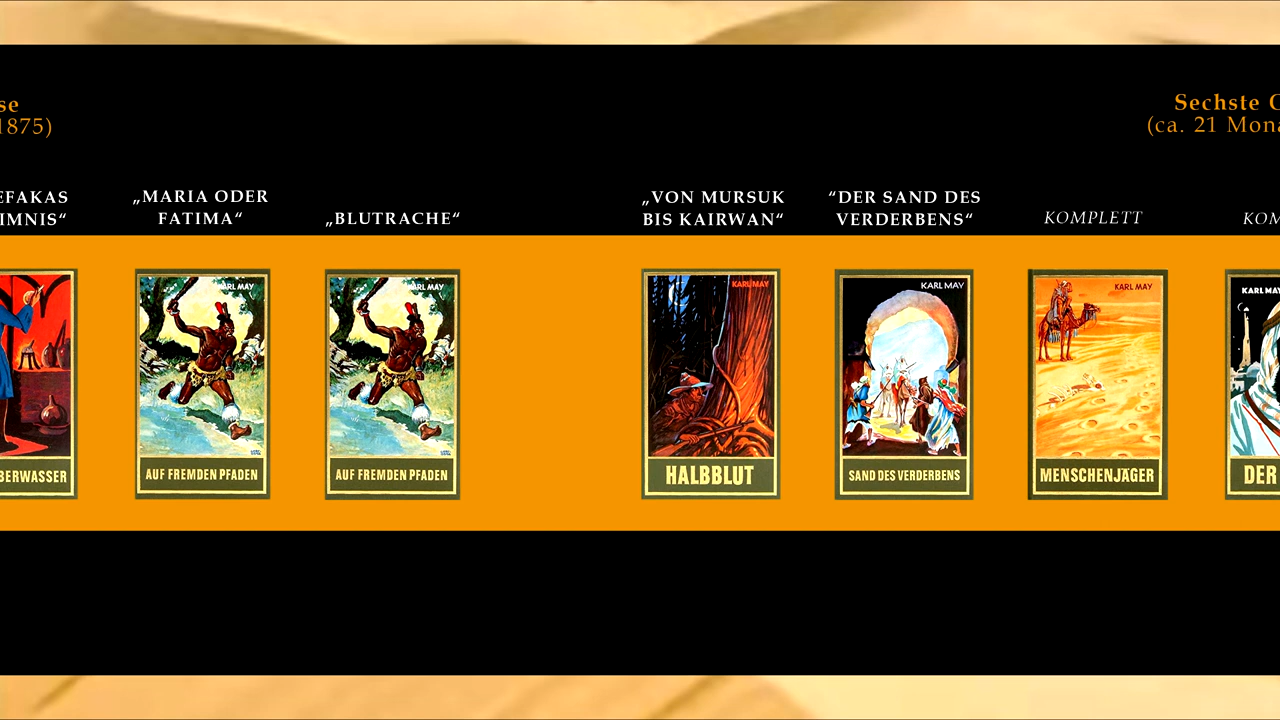 se
1875)
Sechste O
(ca. 21 Mona
EFAKAS
IMNIS“
„MARIA ODER
FATIMA“
„BLUTRACHE“
„VON MURSUK
BIS KAIRWAN“
“DER SAND DES
VERDERBENS“
KOMPLETT
KOM
KARL MAY
KARL MAY
KARL MAY
KARL MAY
KARL MAY
KARL MAY
BERWASSER
AUF FREMDEN PFADEN
AUF FREMDEN PFADEN
HALBBLUT
SAND DES VERDERBENS
MENSCHENJÄGER
DER